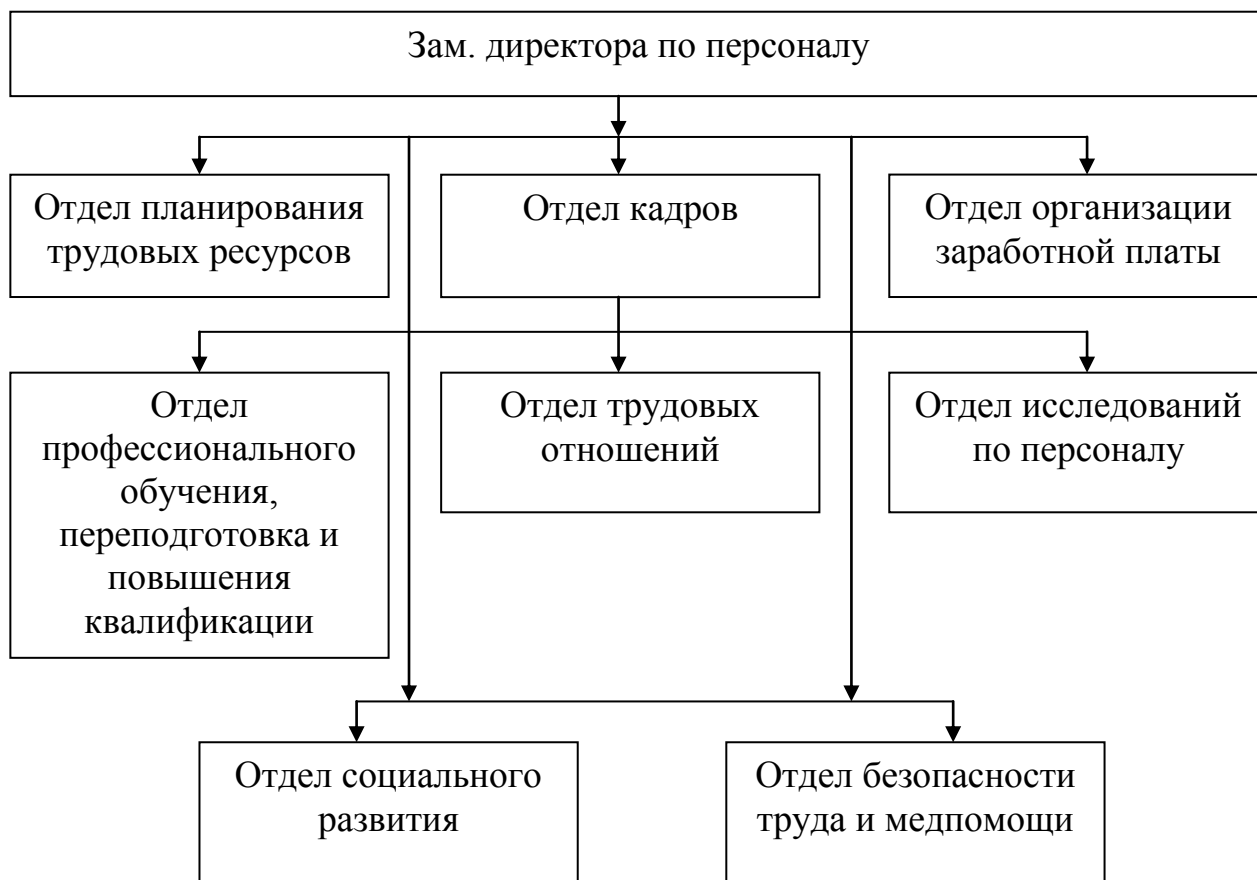 Зам. директора по персоналу
Отдел планирования
трудовых ресурсов
Отдел кадров
Отдел организации
заработной платы
Отдел
профессионального
обучения,
переподготовка и
повышения
квалификации
Отдел трудовых
отношений
Отдел исследований
по персоналу
Отдел социального
развития
Отдел безопасности
труда и медпомощи